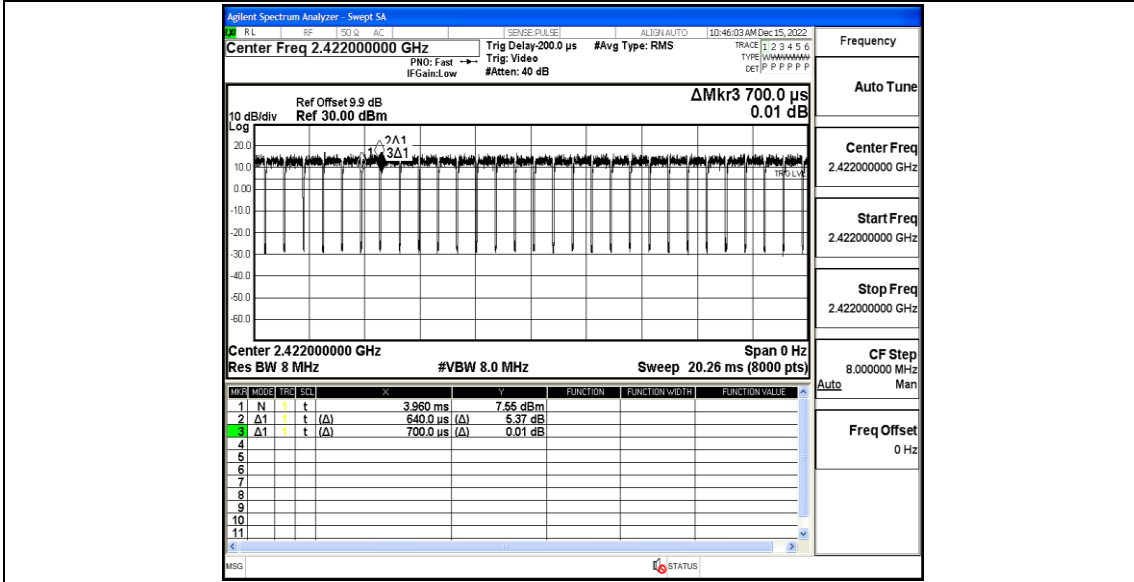 Agilent Spectrum Analyzer - Swept SA
RL RF 50 Ω AC SENSE:PULSE ALIGN AUTO 10:46:03 AM Dec 15, 2022
Center Freq 2.422000000 GHz Trig Delay-200.0 µs #Avg Type: RMS TRACE 1 2 3 4 5 6
PNO: Fast Trig: Video TYPE WWWWWW
IFGain:Low #Atten: 40 dB DET P P P P P P
ΔMkr3 700.0 µs
0.01 dB
Ref Offset 9.9 dB
10 dB/div Ref 30.00 dBm
Log
20.0
10.0
0.00
-10.0
-20.0
-30.0
-40.0
-50.0
-60.0
2Δ1
1
3Δ1
TRIG LVL
Center 2.422000000 GHz Span 0 Hz
Res BW 8 MHz #VBW 8.0 MHz Sweep 20.26 ms (8000 pts)
MKR MODE TRC SCL X Y FUNCTION FUNCTION WIDTH FUNCTION VALUE
1 N 1 t 3.960 ms 7.55 dBm
2 Δ1 1 t (Δ) 640.0 µs (Δ) 5.37 dB
3 Δ1 1 t (Δ) 700.0 µs (Δ) 0.01 dB
4
5
6
7
8
9
10
11
MSG STATUS
Frequency
Auto Tune
Center Freq
2.422000000 GHz
Start Freq
2.422000000 GHz
Stop Freq
2.422000000 GHz
CF Step
8.000000 MHz
Auto Man
Freq Offset
0 Hz